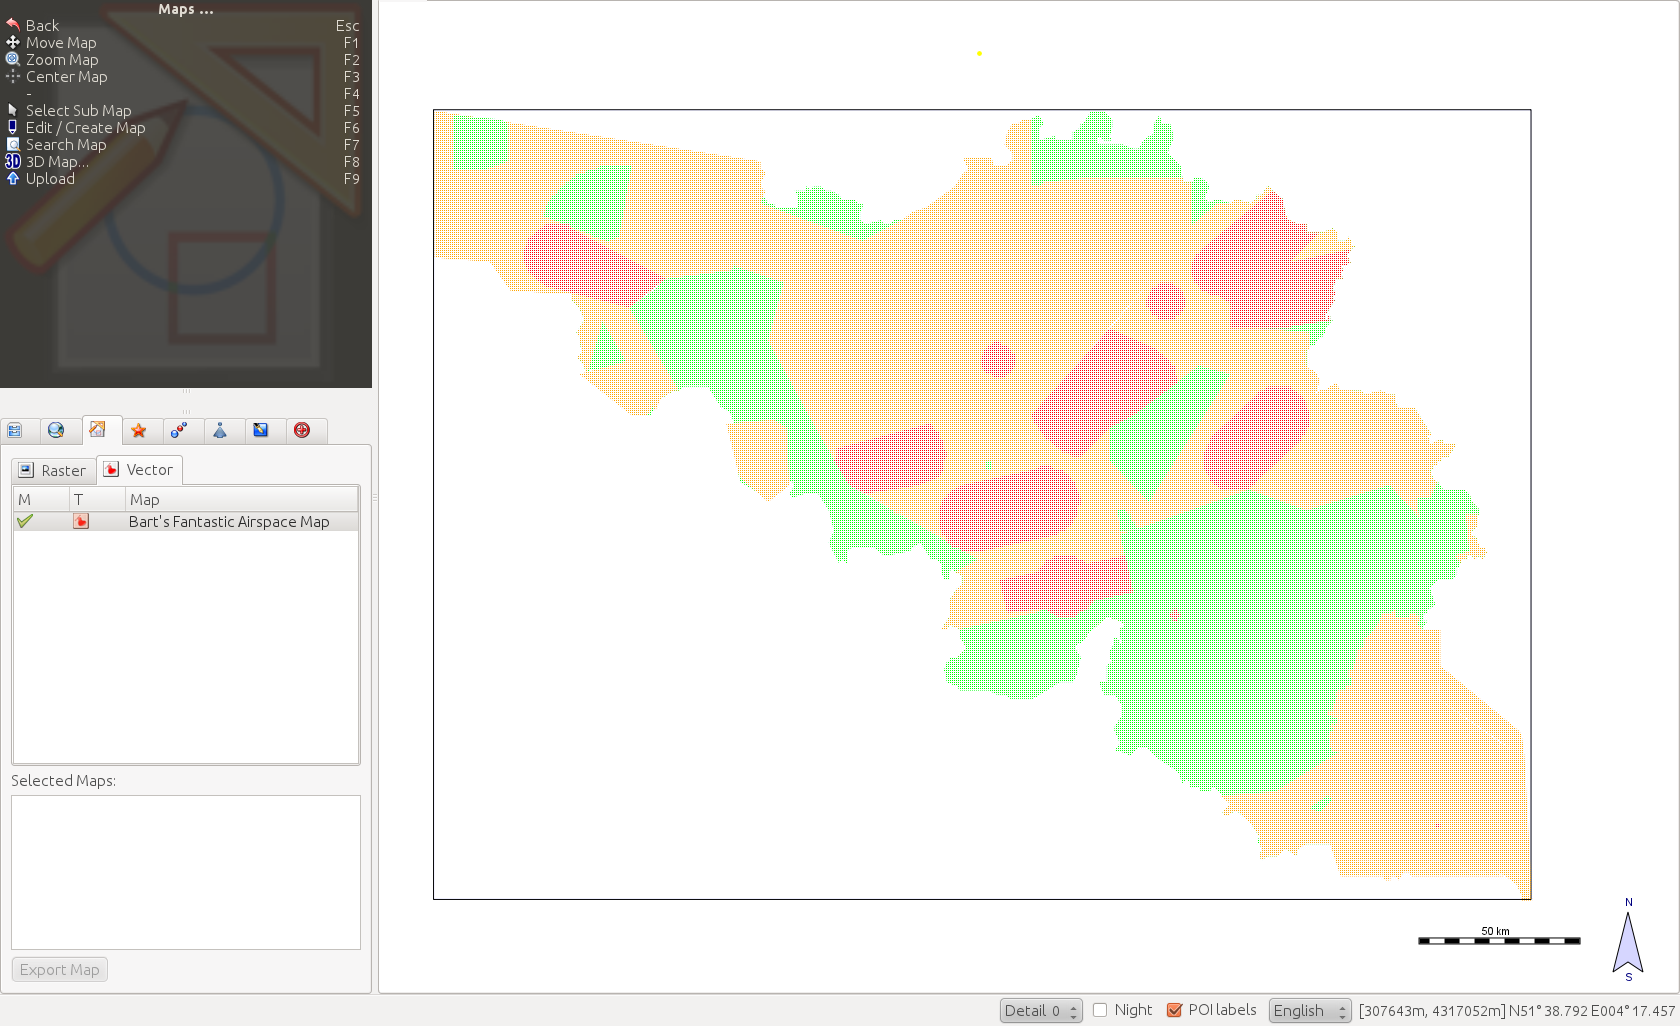 Maps ...
Back Esc
Move Map F1
Zoom Map F2
Center Map F3
- F4
Select Sub Map F5
Edit / Create Map F6
Search Map F7
3D 3D Map... F8
Upload F9
Raster Vector
M T Map
Bart's Fantastic Airspace Map
Selected Maps:
Export Map
50 km
N
S
Detail 0 Night POI labels English [307643m, 4317052m] N51° 38.792 E004° 17.457